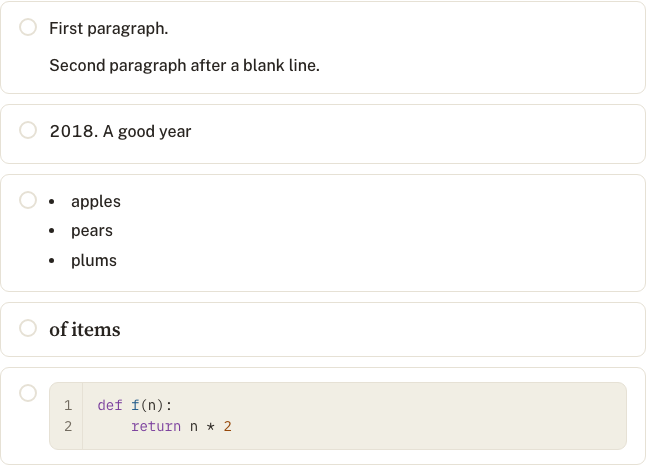 First paragraph.
Second paragraph after a blank line.
2018. A good year
• apples
• pears
• plums
of items
1 def f(n):
2     return n * 2